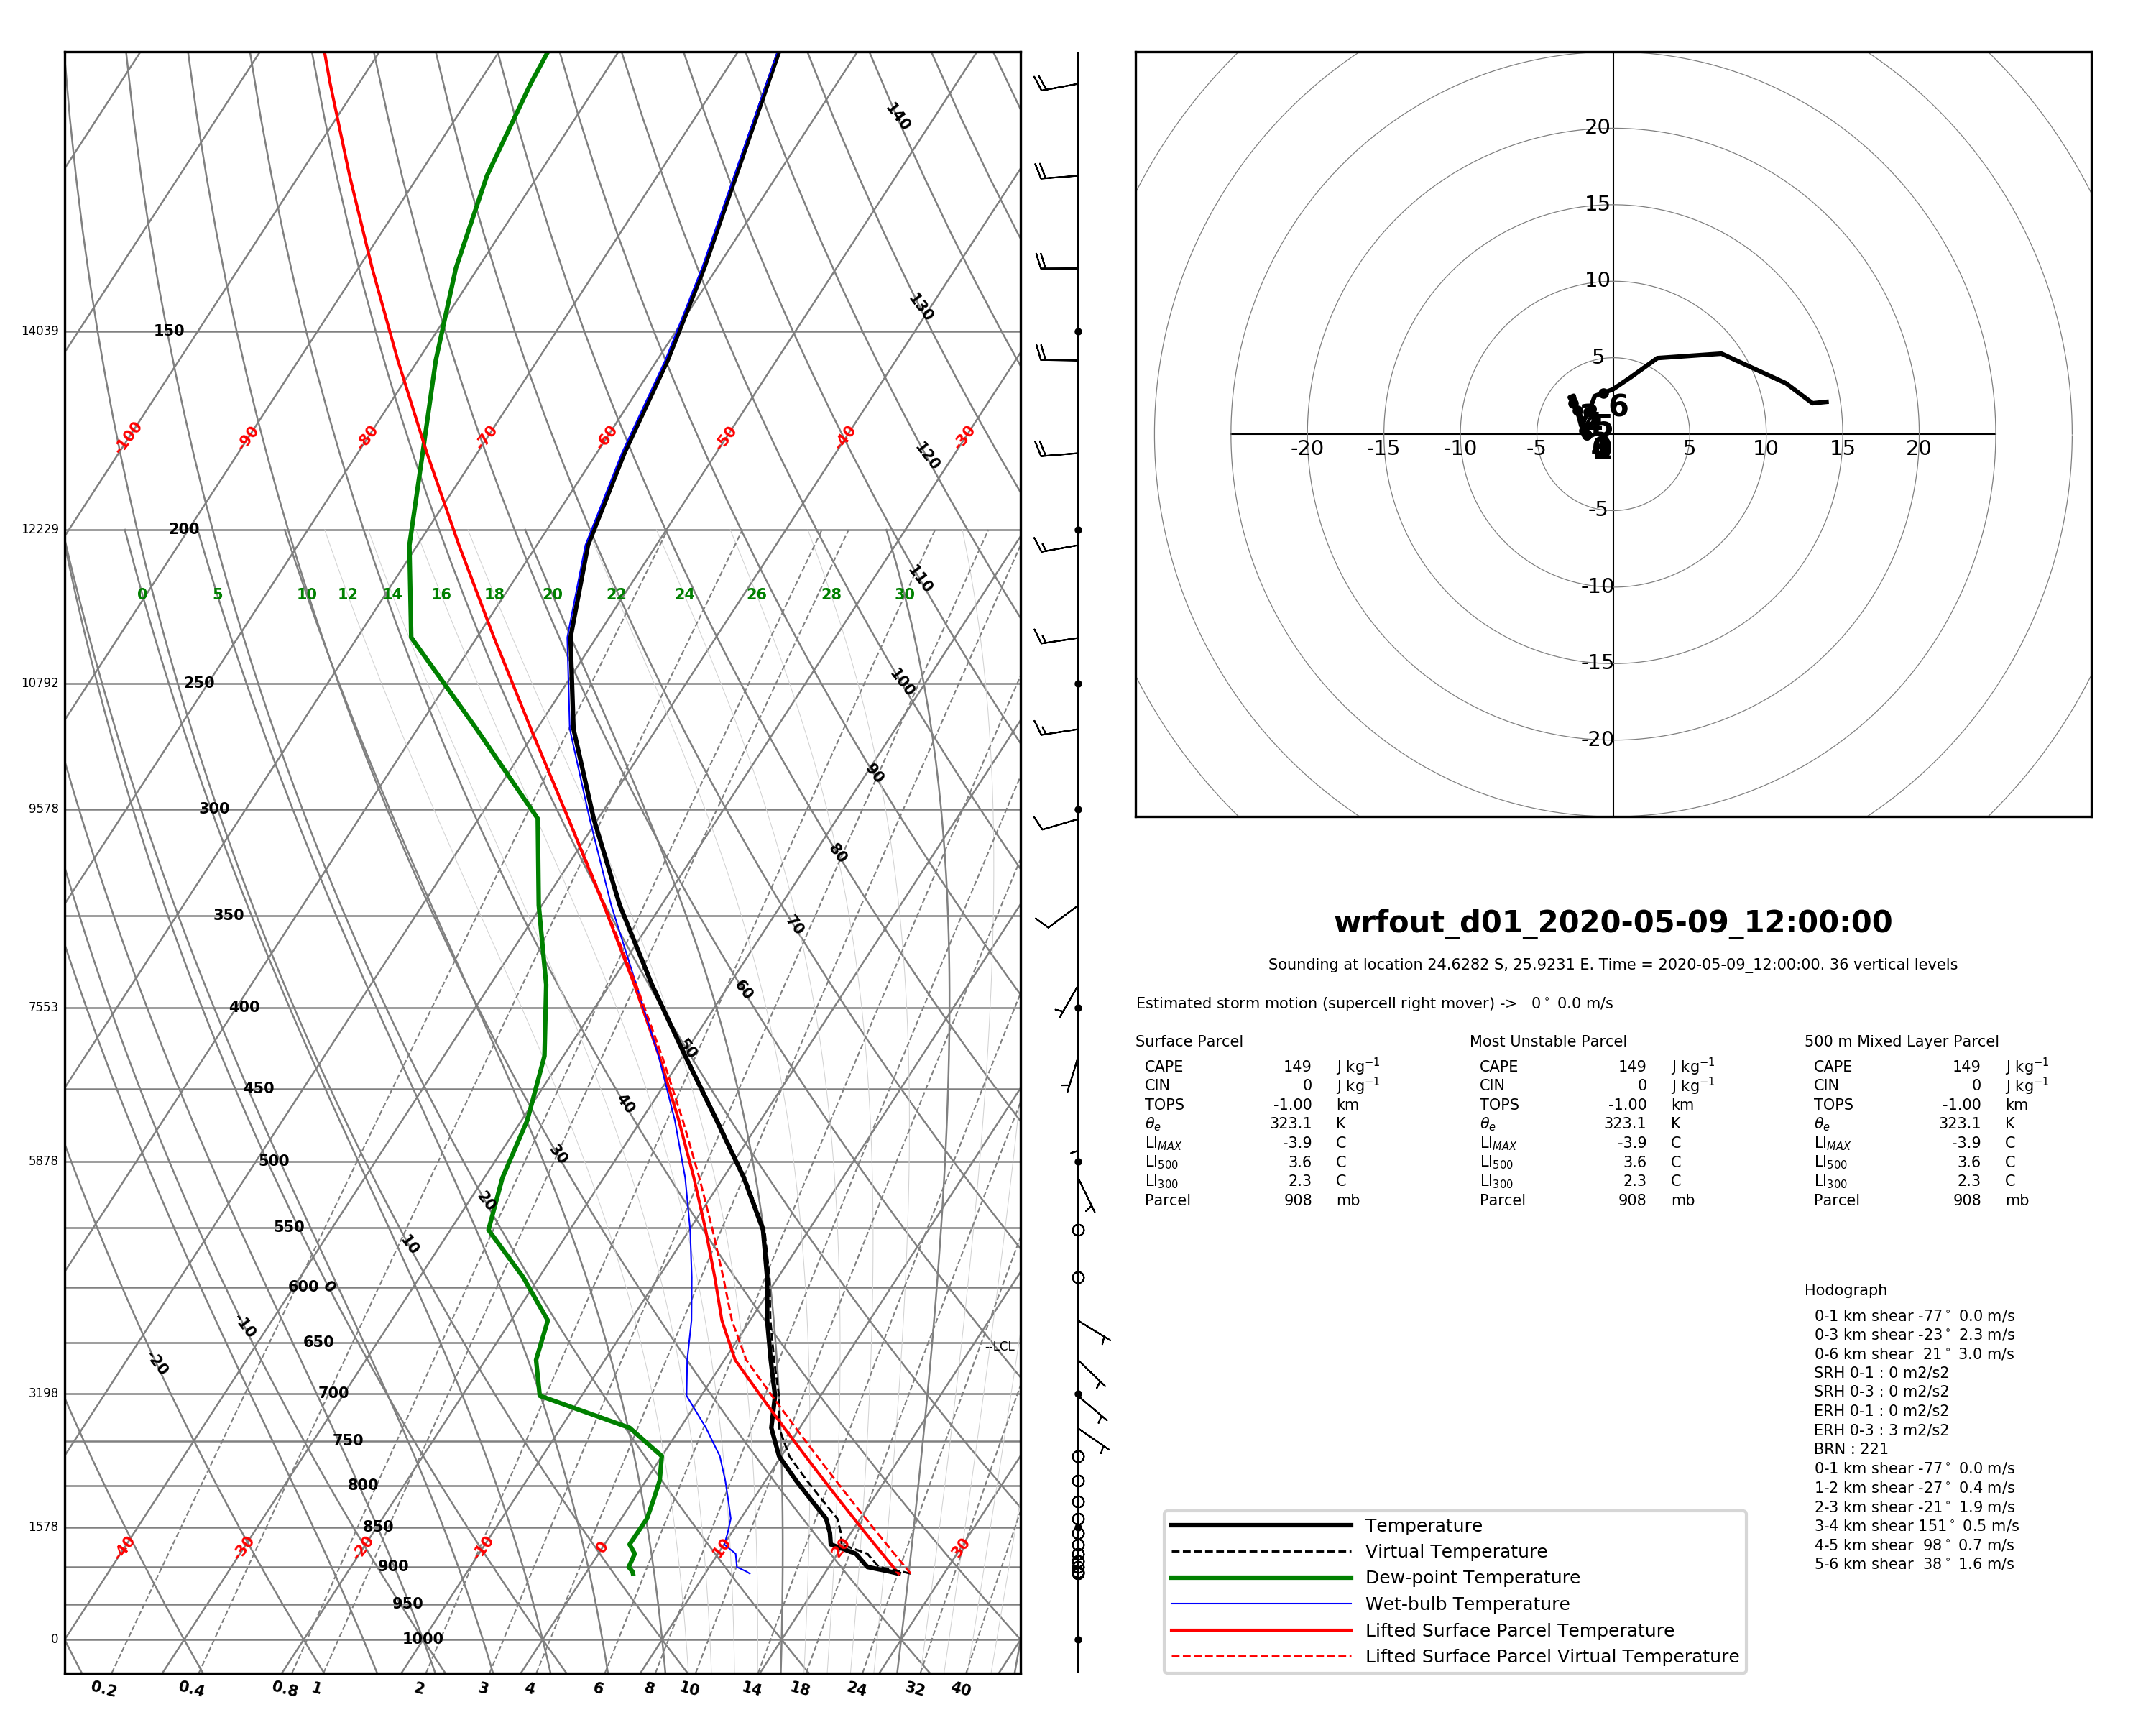 140
130
120
110
100
90
80
70
60
50
40
30
20
10
0
-10
-20
14039 150
-100 -90 -80 -70 -60 -50 -40 -30
12229 200
0 5 10 12 14 16 18 20 22 24 26 28 30
10792 250
9578 300
350
7553 400
450
5878 500
550
600
650
--LCL
3198 700
750
800
1578 850
-40 -30 -20 -10 0 10 20 30
900
950
0 1000
0.2 0.4 0.8 1 2 3 4 6 8 10 14 18 24 32 40
20
15
10
5
-20 -15 -10 -5 5 10 15 20
-5
-10
-15
-20
6
5
wrfout_d01_2020-05-09_12:00:00
Sounding at location 24.6282 S, 25.9231 E. Time = 2020-05-09_12:00:00. 36 vertical levels
Estimated storm motion (supercell right mover) -> 0° 0.0 m/s
Surface Parcel
CAPE 149 J kg⁻¹
CIN 0 J kg⁻¹
TOPS -1.00 km
θₑ 323.1 K
LI_MAX -3.9 C
LI₅₀₀ 3.6 C
LI₃₀₀ 2.3 C
Parcel 908 mb
Most Unstable Parcel
CAPE 149 J kg⁻¹
CIN 0 J kg⁻¹
TOPS -1.00 km
θₑ 323.1 K
LI_MAX -3.9 C
LI₅₀₀ 3.6 C
LI₃₀₀ 2.3 C
Parcel 908 mb
500 m Mixed Layer Parcel
CAPE 149 J kg⁻¹
CIN 0 J kg⁻¹
TOPS -1.00 km
θₑ 323.1 K
LI_MAX -3.9 C
LI₅₀₀ 3.6 C
LI₃₀₀ 2.3 C
Parcel 908 mb
Hodograph
0-1 km shear -77° 0.0 m/s
0-3 km shear -23° 2.3 m/s
0-6 km shear 21° 3.0 m/s
SRH 0-1 : 0 m2/s2
SRH 0-3 : 0 m2/s2
ERH 0-1 : 0 m2/s2
ERH 0-3 : 3 m2/s2
BRN : 221
0-1 km shear -77° 0.0 m/s
1-2 km shear -27° 0.4 m/s
2-3 km shear -21° 1.9 m/s
3-4 km shear 151° 0.5 m/s
4-5 km shear 98° 0.7 m/s
5-6 km shear 38° 1.6 m/s
Temperature
Virtual Temperature
Dew-point Temperature
Wet-bulb Temperature
Lifted Surface Parcel Temperature
Lifted Surface Parcel Virtual Temperature